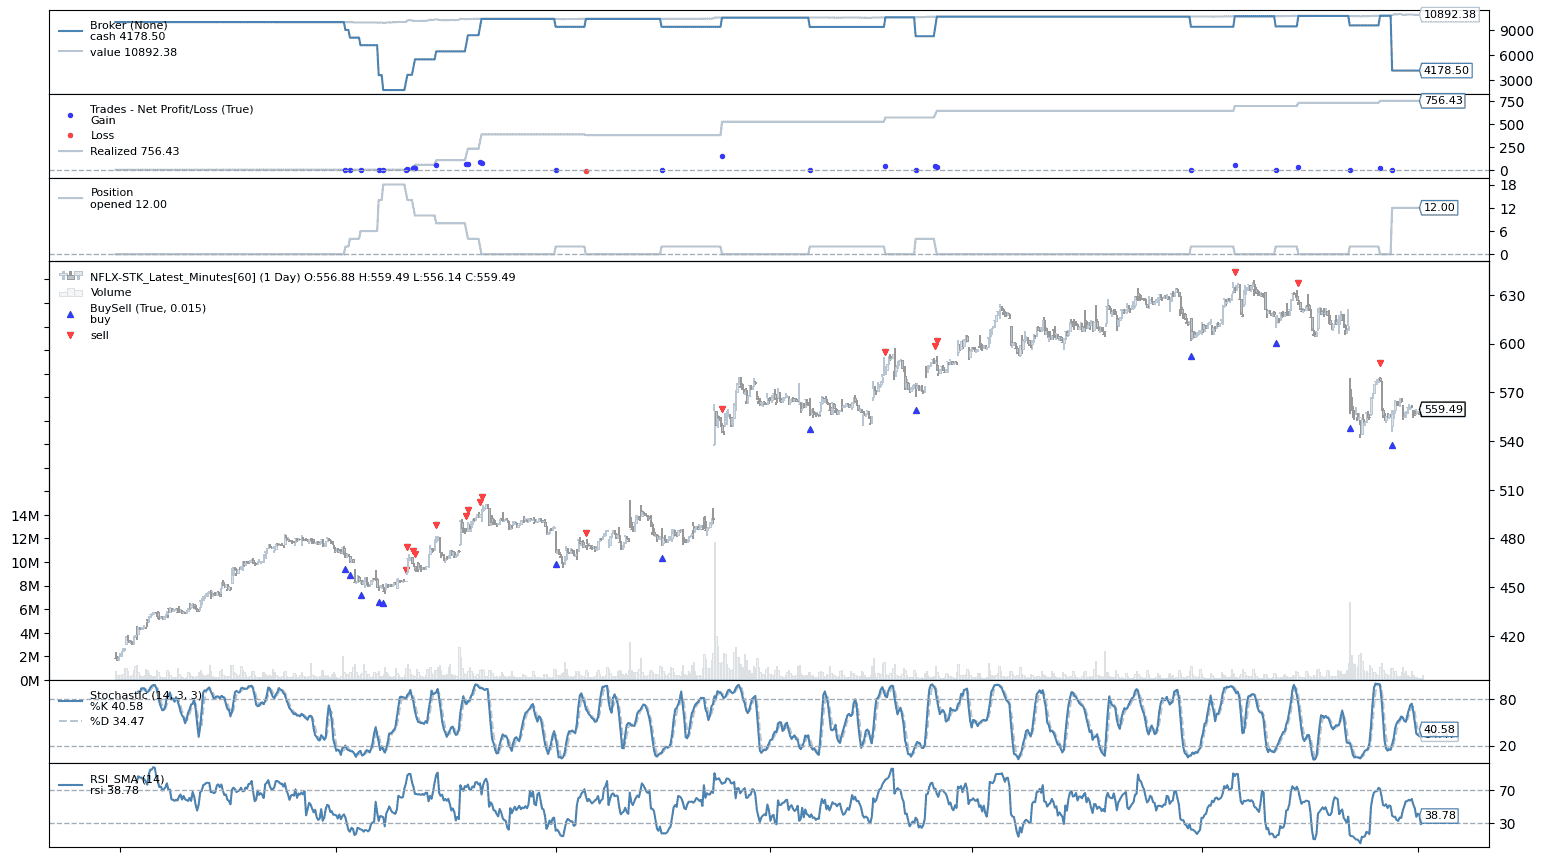 Broker (None)
cash 4178.50
value 10892.38
10892.38
9000
6000
4178.50
3000
Trades - Net Profit/Loss (True)
Gain
Loss
Realized 756.43
756.43
750
500
250
0
Position
opened 12.00
18
12.00
12
6
0
NFLX-STK_Latest_Minutes[60] (1 Day) O:556.88 H:559.49 L:556.14 C:559.49
Volume
BuySell (True, 0.015)
buy
sell
630
600
570
559.49
540
510
480
450
420
14M
12M
10M
8M
6M
4M
2M
0M
Stochastic (14, 3, 3)
%K 40.58
%D 34.47
80
40.58
20
RSI_SMA (14)
rsi 38.78
70
38.78
30